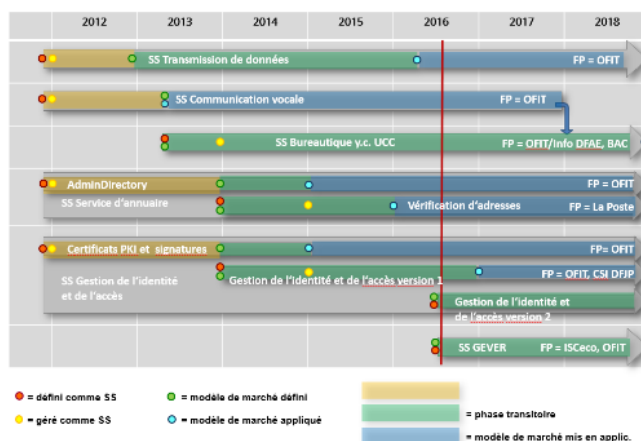 2012 2013 2014 2015 2016 2017 2018
SS Transmission de données FP = OFIT
SS Communication vocale FP = OFIT
SS Bureautique y.c. UCC FP = OFIT/Info DFAE, BAC
AdminDirectory FP = OFIT
SS Service d'annuaire Vérification d'adresses FP = La Poste
Certificats PKI et signatures FP= OFIT
SS Gestion de l'identité
et de l'accès
Gestion de l'identité et de l'accès version 1 FP = OFIT, CSI DFJP
Gestion de l'identité et
de l'accès version 2
SS GEVER FP = ISCeco, OFIT
= défini comme SS = modèle de marché défini
= géré comme SS = modèle de marché appliqué
= phase transitoire
= modèle de marché mis en applic.